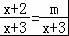 x+2/x+3 = m/x+3